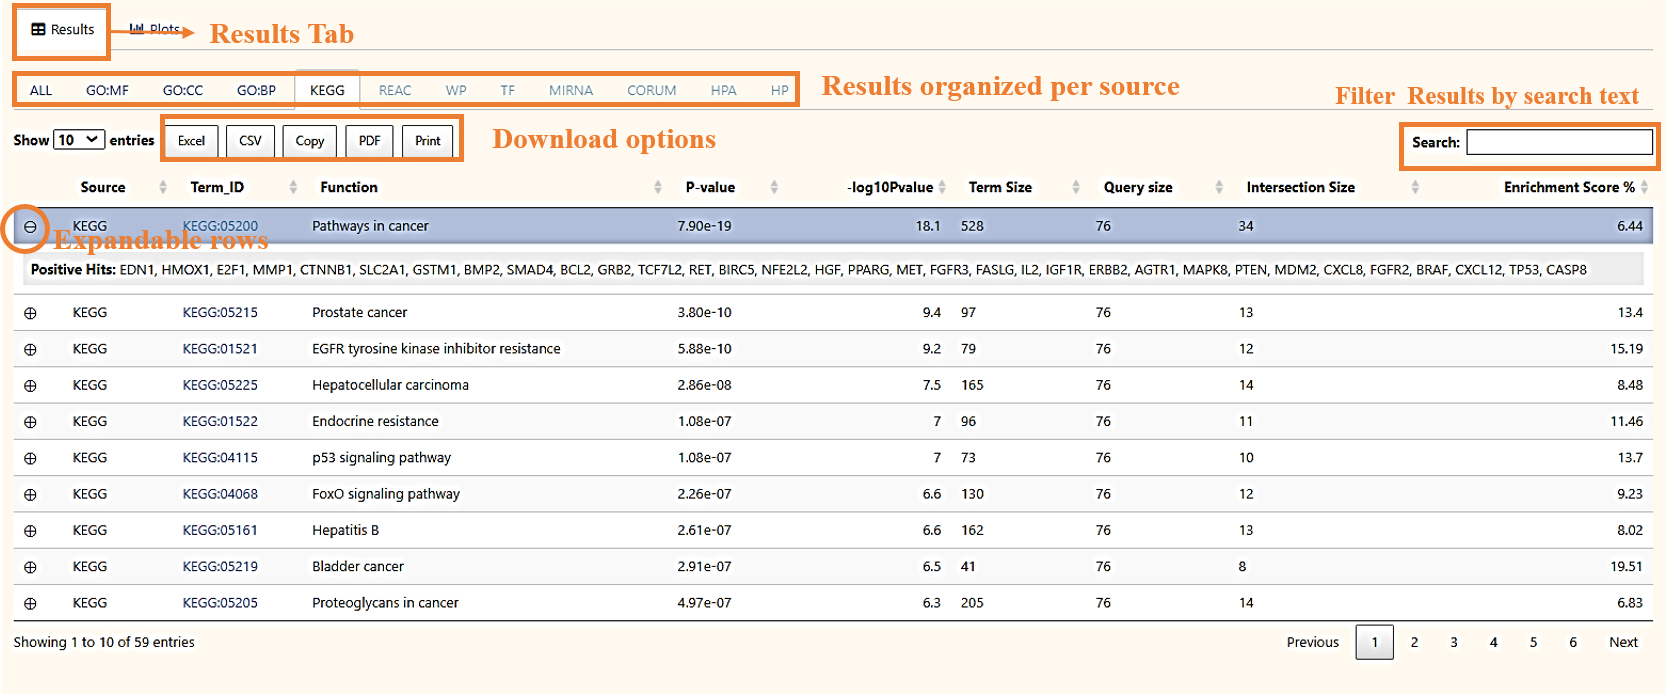 Results Plots Results Tab
ALL GO:MF GO:CC GO:BP KEGG REAC WP TF MIRNA CORUM HPA HP Results organized per source
Filter Results by search text
Show 10 entries Excel CSV Copy PDF Print Download options Search:
Source Term_ID Function P-value -log10Pvalue Term Size Query size Intersection Size Enrichment Score %
KEGG KEGG:05200 Pathways in cancer 7.90e-19 18.1 528 76 34 6.44
Expandable rows
Positive Hits: EDN1, HMOX1, E2F1, MMP1, CTNNB1, SLC2A1, GSTM1, BMP2, SMAD4, BCL2, GRB2, TCF7L2, RET, BIRC5, NFE2L2, HGF, PPARG, MET, FGFR3, FASLG, IL2, IGF1R, ERBB2, AGTR1, MAPK8, PTEN, MDM2, CXCL8, FGFR2, BRAF, CXCL12, TP53, CASP8
KEGG KEGG:05215 Prostate cancer 3.80e-10 9.4 97 76 13 13.4
KEGG KEGG:01521 EGFR tyrosine kinase inhibitor resistance 5.88e-10 9.2 79 76 12 15.19
KEGG KEGG:05225 Hepatocellular carcinoma 2.86e-08 7.5 165 76 14 8.48
KEGG KEGG:01522 Endocrine resistance 1.08e-07 7 96 76 11 11.46
KEGG KEGG:04115 p53 signaling pathway 1.08e-07 7 73 76 10 13.7
KEGG KEGG:04068 FoxO signaling pathway 2.26e-07 6.6 130 76 12 9.23
KEGG KEGG:05161 Hepatitis B 2.61e-07 6.6 162 76 13 8.02
KEGG KEGG:05219 Bladder cancer 2.91e-07 6.5 41 76 8 19.51
KEGG KEGG:05205 Proteoglycans in cancer 4.97e-07 6.3 205 76 14 6.83
Showing 1 to 10 of 59 entries Previous 1 2 3 4 5 6 Next